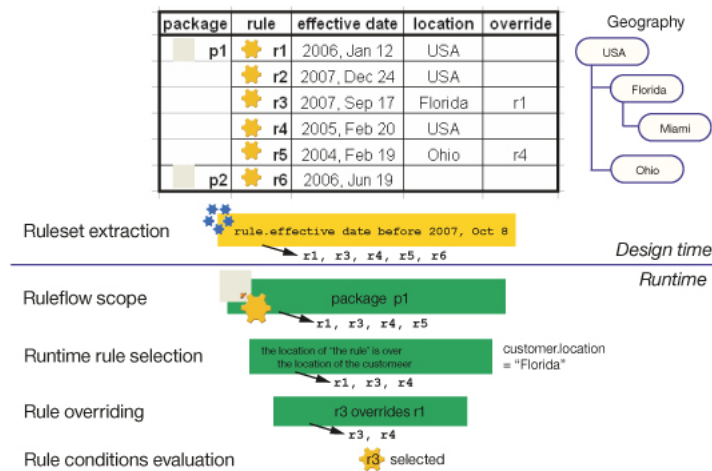 package rule effective date location override
p1 r1 2006, Jan 12 USA
r2 2007, Dec 24 USA
r3 2007, Sep 17 Florida r1
r4 2005, Feb 20 USA
r5 2004, Feb 19 Ohio r4
p2 r6 2006, Jun 19
Geography
USA
Florida
Miami
Ohio
Ruleset extraction
rule.effective date before 2007, Oct 8
r1, r3, r4, r5, r6
Design time
Runtime
Ruleflow scope
package p1
r1, r3, r4, r5
Runtime rule selection
the location of "the rule" is over
the location of the custormeer
customer.location
= "Florida"
r1, r3, r4
Rule overriding
r3 overrides r1
r3, r4
Rule conditions evaluation
r3 selected